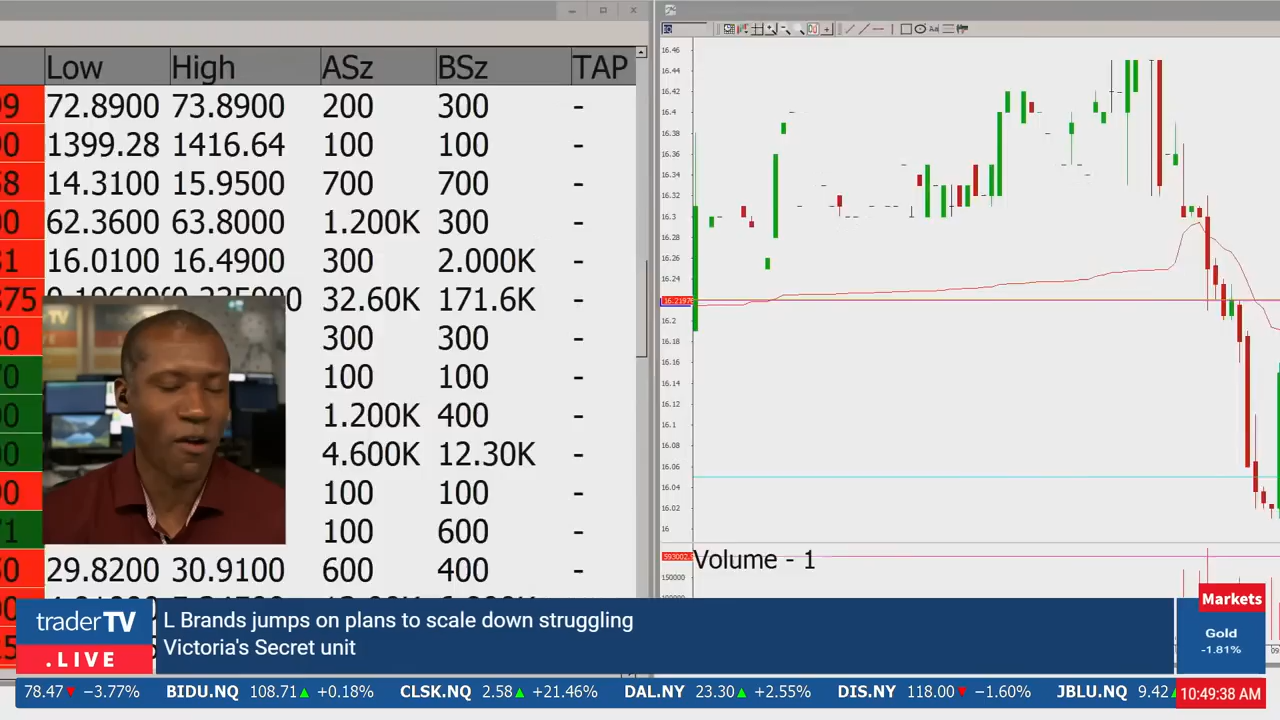 Low High ASz BSz TAP
72.8900 73.8900 200 300 -
1399.28 1416.64 100 100 -
14.3100 15.9500 700 700 -
62.3600 63.8000 1.200K 300 -
16.0100 16.4900 300 2.000K -
32.60K 171.6K -
300 300 -
100 100 -
1.200K 400 -
4.600K 12.30K -
100 100 -
100 600 -
29.8200 30.9100 600 400 -
16.46
16.44
16.42
16.4
16.38
16.36
16.34
16.32
16.3
16.28
16.26
16.24
16.2
16.18
16.16
16.14
16.12
16.1
16.08
16.06
16.04
16.02
16
Volume - 1
150000
traderTV
.LIVE
L Brands jumps on plans to scale down struggling
Victoria's Secret unit
Markets
Gold
-1.81%
78.47 −3.77% BIDU.NQ 108.71 +0.18% CLSK.NQ 2.58 +21.46% DAL.NY 23.30 +2.55% DIS.NY 118.00 −1.60% JBLU.NQ 9.42
10:49:38 AM